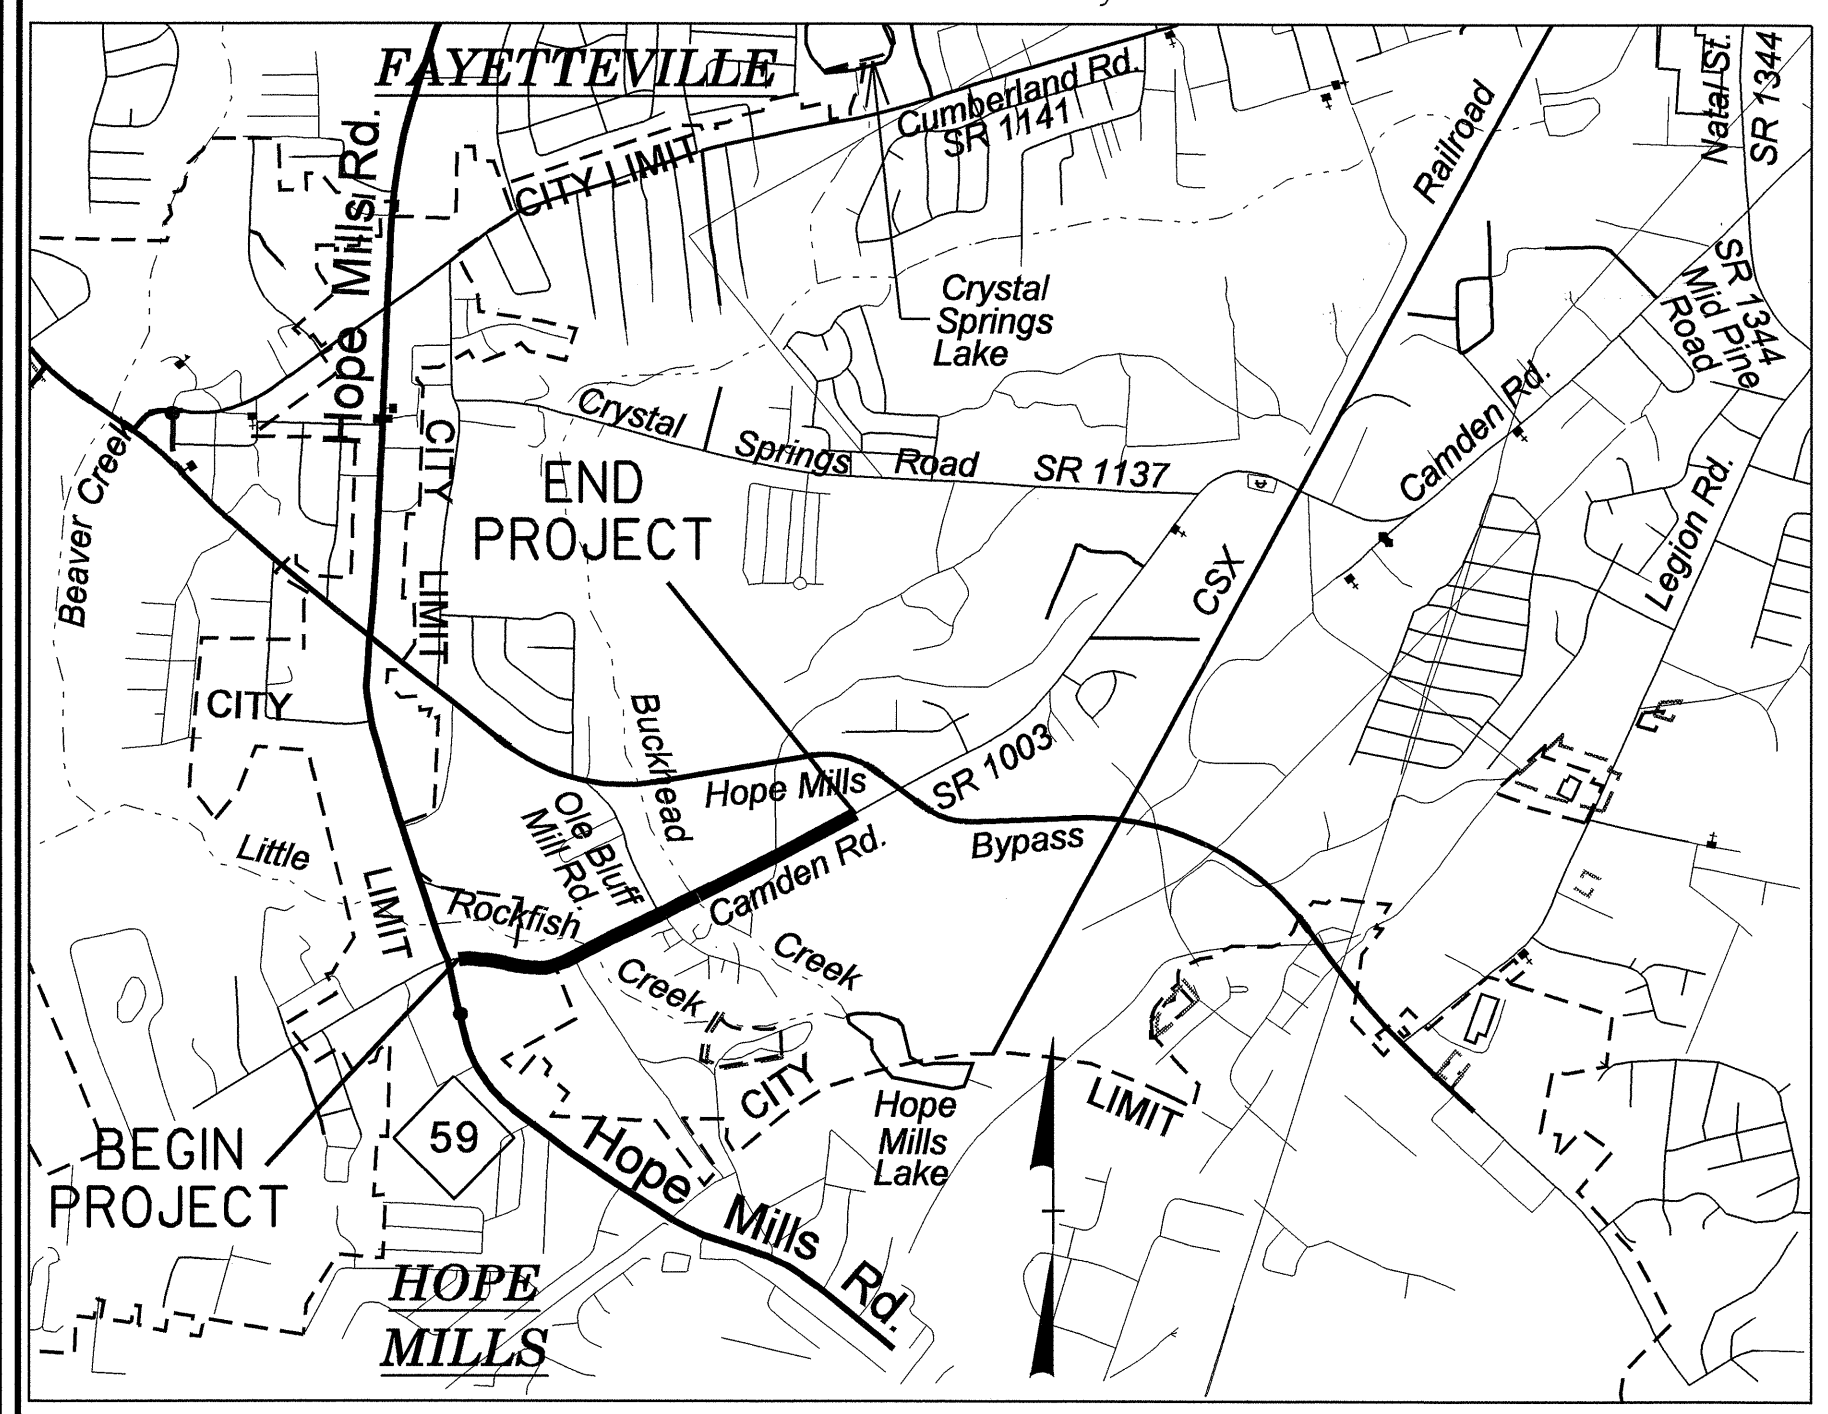 FAYETTEVILLE
Hope Mills Rd.
CITY LIMIT
Cumberland Rd.
SR 1141
Railroad
Natal St.
SR 1344
SR 1344
Mid Pine
Road
Crystal
Springs
Lake
Camden Rd.
Legion Rd.
Beaver Creek
CITY LIMIT
Crystal Springs Road SR 1137
END
PROJECT
CSX
CITY LIMIT
Buckhead
Creek
Hope Mills Bypass
SR 1003
Ole Bluff
Mill Rd.
Camden Rd.
Little Rockfish
Creek
CITY LIMIT
Hope
Mills
Lake
59
BEGIN
PROJECT
Hope Mills Rd.
HOPE
MILLS